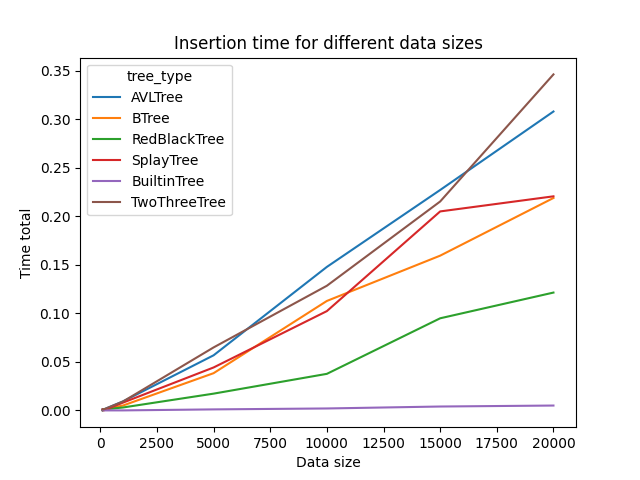 Insertion time for different data sizes
tree_type
AVLTree
BTree
RedBlackTree
SplayTree
BuiltinTree
TwoThreeTree
0.35
0.30
0.25
0.20
0.15
0.10
0.05
0.00
Time total
0 2500 5000 7500 10000 12500 15000 17500 20000
Data size